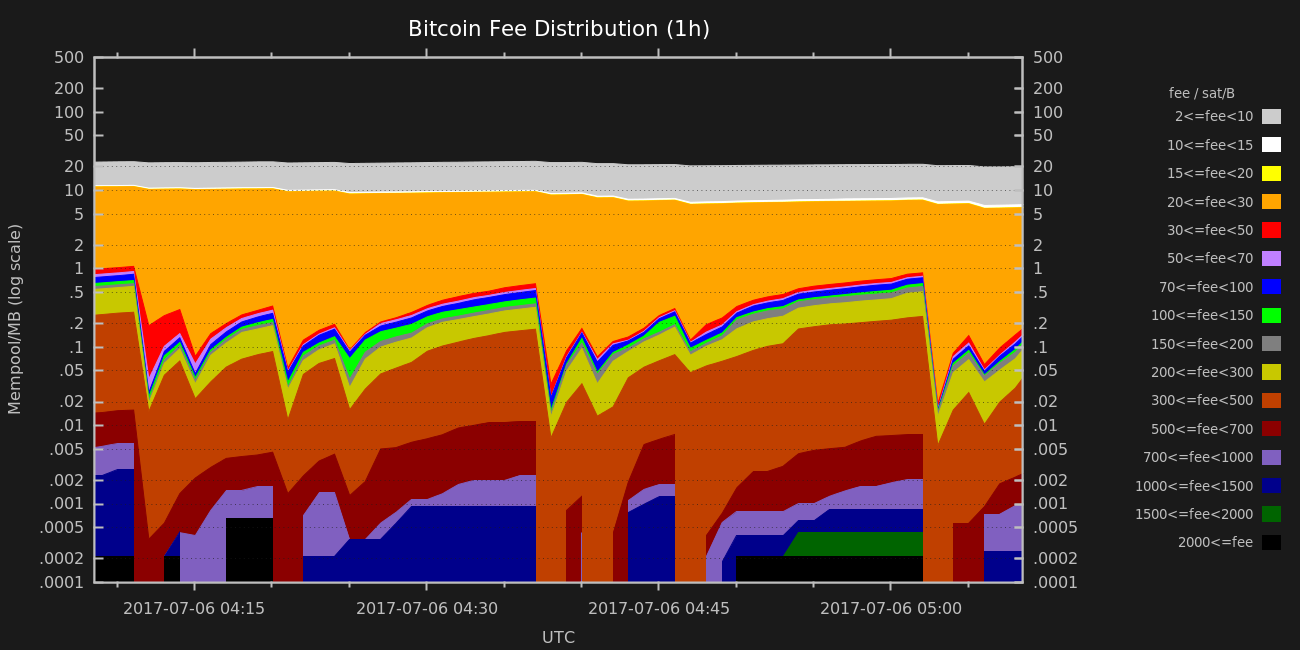 Bitcoin Fee Distribution (1h)
Mempool/MB (log scale)
500
200
100
50
20
10
5
2
1
.5
.2
.1
.05
.02
.01
.005
.002
.001
.0005
.0002
.0001
500
200
100
50
20
10
5
2
1
.5
.2
.1
.05
.02
.01
.005
.002
.001
.0005
.0002
.0001
2017-07-06 04:15
2017-07-06 04:30
2017-07-06 04:45
2017-07-06 05:00
UTC
fee / sat/B
2<=fee<10
10<=fee<15
15<=fee<20
20<=fee<30
30<=fee<50
50<=fee<70
70<=fee<100
100<=fee<150
150<=fee<200
200<=fee<300
300<=fee<500
500<=fee<700
700<=fee<1000
1000<=fee<1500
1500<=fee<2000
2000<=fee